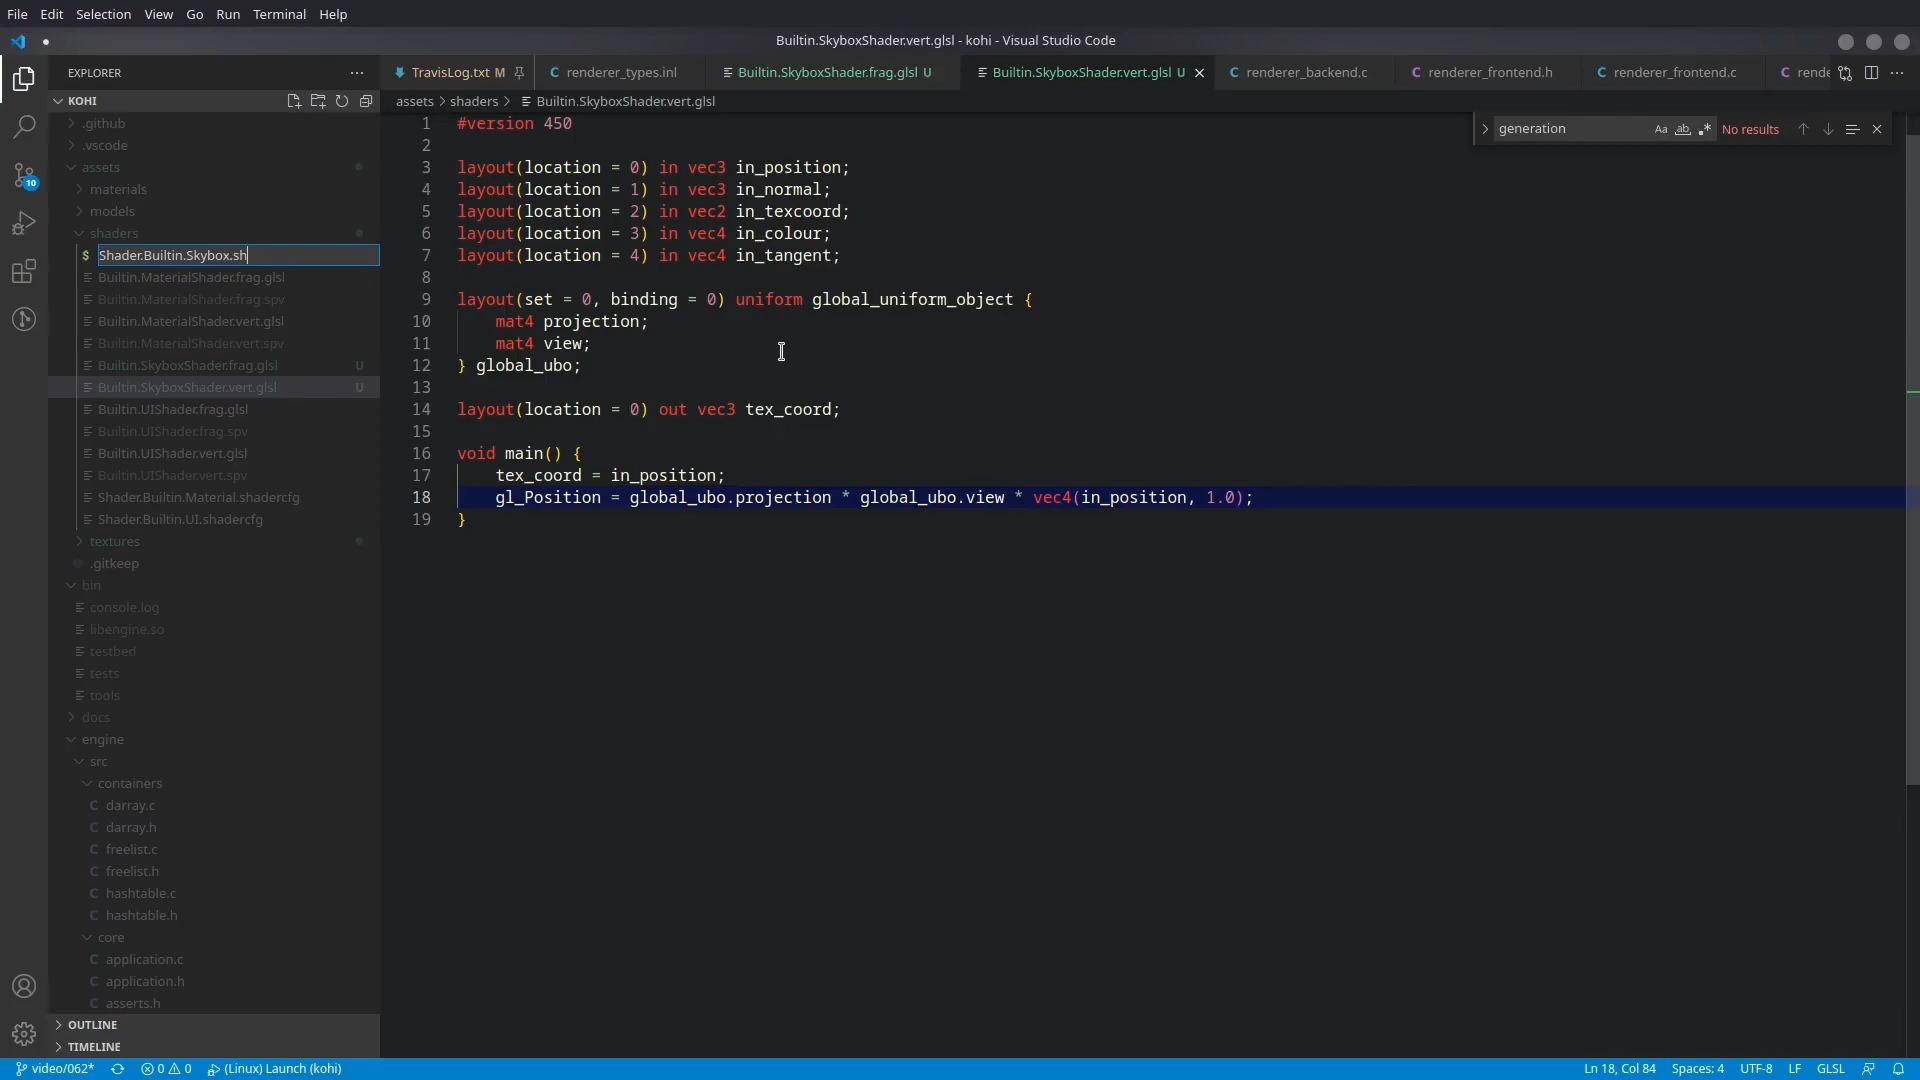 File Edit Selection View Go Run Terminal Help
Builtin.SkyboxShader.vert.glsl - kohi - Visual Studio Code
EXPLORER
TravisLog.txt M
renderer_types.inl
Builtin.SkyboxShader.frag.glsl U
Builtin.SkyboxShader.vert.glsl U
renderer_backend.c
renderer_frontend.h
renderer_frontend.c
rende
KOHI
assets > shaders > Builtin.SkyboxShader.vert.glsl
generation Aa ab .* No results
.github
.vscode
assets
materials
models
shaders
$ Shader.Builtin.Skybox.sh
Builtin.MaterialShader.frag.glsl
Builtin.MaterialShader.frag.spv
Builtin.MaterialShader.vert.glsl
Builtin.MaterialShader.vert.spv
Builtin.SkyboxShader.frag.glsl U
Builtin.SkyboxShader.vert.glsl U
Builtin.UIShader.frag.glsl
Builtin.UIShader.frag.spv
Builtin.UIShader.vert.glsl
Builtin.UIShader.vert.spv
Shader.Builtin.Material.shadercfg
Shader.Builtin.UI.shadercfg
textures
.gitkeep
bin
console.log
libengine.so
testbed
tests
tools
docs
engine
src
containers
C darray.c
C darray.h
C freelist.c
C freelist.h
C hashtable.c
C hashtable.h
core
C application.c
C application.h
C asserts.h
OUTLINE
TIMELINE
10
1 #version 450
2
3 layout(location = 0) in vec3 in_position;
4 layout(location = 1) in vec3 in_normal;
5 layout(location = 2) in vec2 in_texcoord;
6 layout(location = 3) in vec4 in_colour;
7 layout(location = 4) in vec4 in_tangent;
8
9 layout(set = 0, binding = 0) uniform global_uniform_object {
10 mat4 projection;
11 mat4 view;
12 } global_ubo;
13
14 layout(location = 0) out vec3 tex_coord;
15
16 void main() {
17 tex_coord = in_position;
18 gl_Position = global_ubo.projection * global_ubo.view * vec4(in_position, 1.0);
19 }
video/062* 0 0 (Linux) Launch (kohi)
Ln 18, Col 84 Spaces: 4 UTF-8 LF GLSL